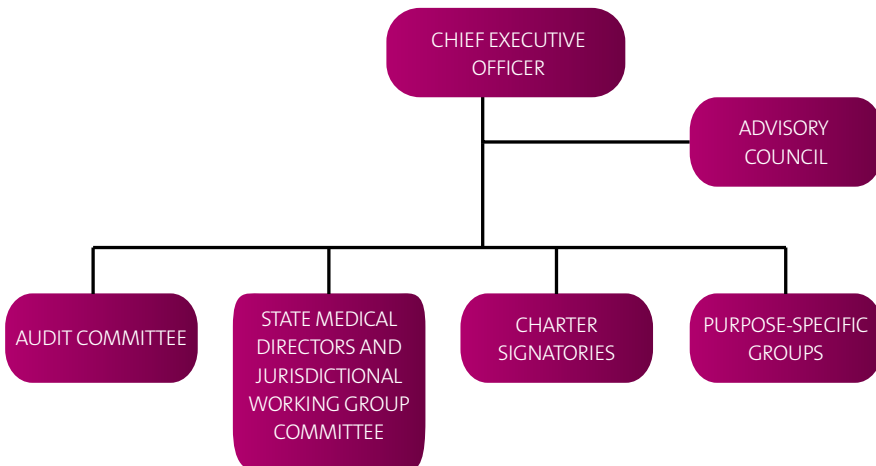 CHIEF EXECUTIVE
OFFICER
ADVISORY
COUNCIL
AUDIT COMMITTEE
STATE MEDICAL
DIRECTORS AND
JURISDICTIONAL
WORKING GROUP
COMMITTEE
CHARTER
SIGNATORIES
PURPOSE-SPECIFIC
GROUPS